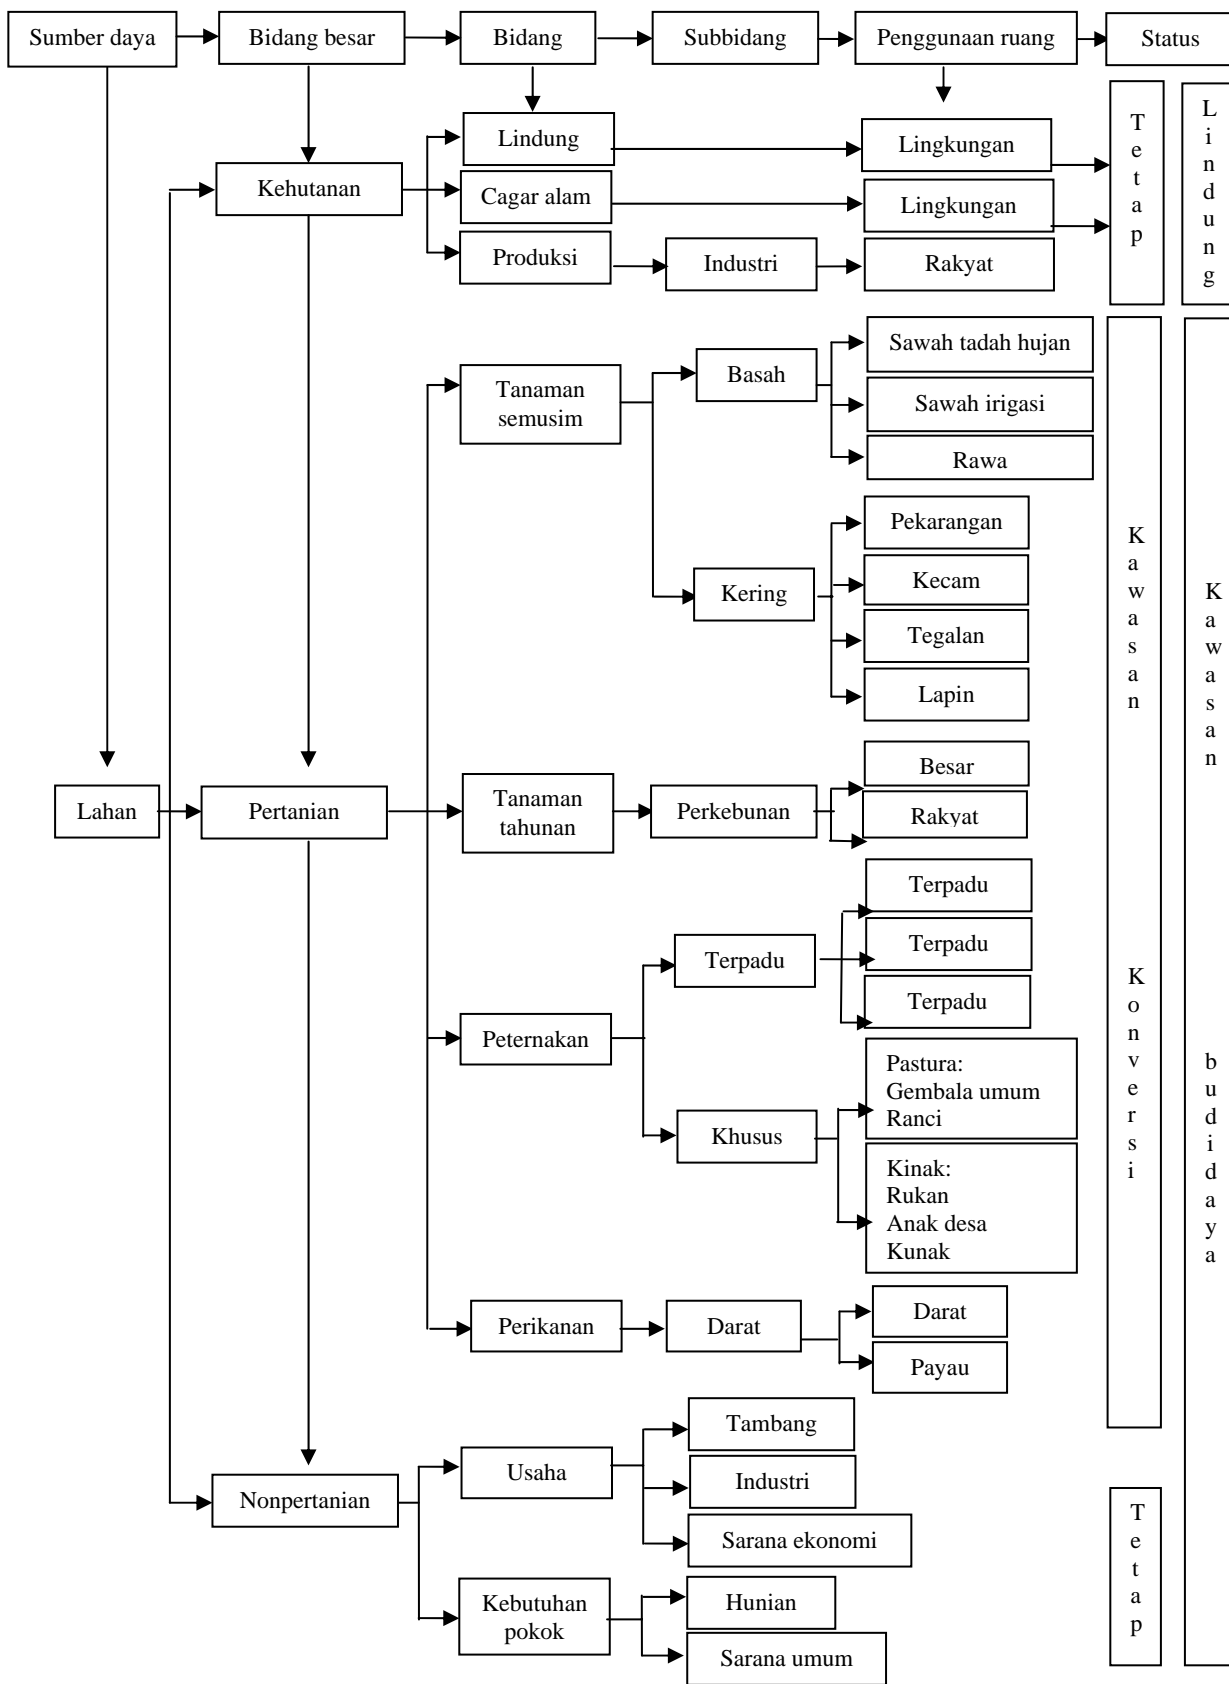 Sumber daya
Bidang besar
Bidang
Subbidang
Penggunaan ruang
Status
Kehutanan
Lindung
Lingkungan
Cagar alam
Lingkungan
Produksi
Industri
Rakyat
Tetap
Lindung
Lahan
Pertanian
Tanaman
semusim
Basah
Sawah tadah hujan
Sawah irigasi
Rawa
Kering
Pekarangan
Kecam
Tegalan
Lapin
Tanaman
tahunan
Perkebunan
Besar
Rakyat
Peternakan
Terpadu
Terpadu
Terpadu
Terpadu
Khusus
Pastura:
Gembala umum
Ranci
Kinak:
Rukan
Anak desa
Kunak
Perikanan
Darat
Darat
Payau
Kawasan Konversi
Kawasan budidaya
Nonpertanian
Usaha
Tambang
Industri
Sarana ekonomi
Kebutuhan
pokok
Hunian
Sarana umum
Tetap